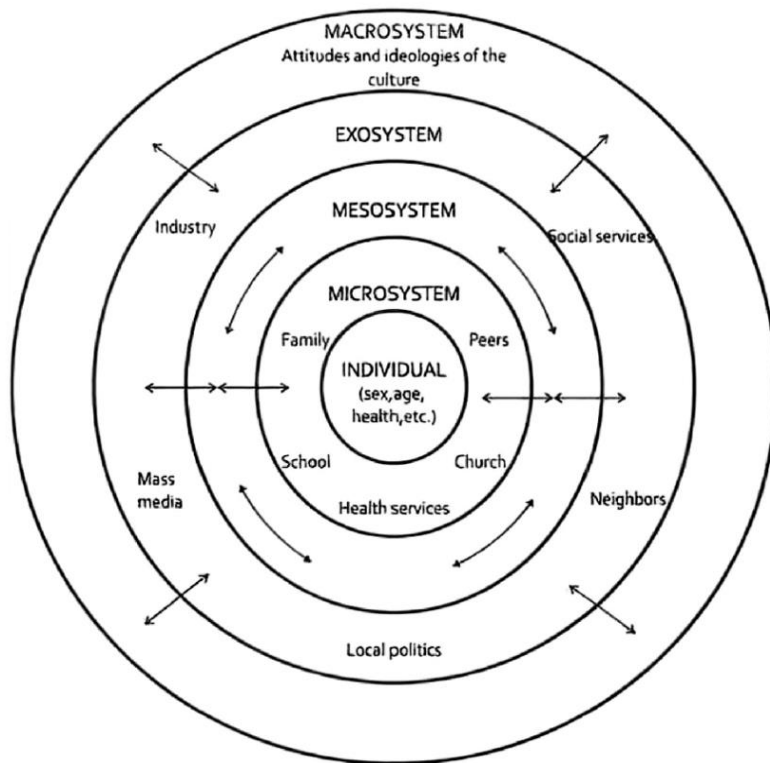 MACROSYSTEM
Attitudes and ideologies of the
culture
EXOSYSTEM
MESOSYSTEM
Industry
Social services
MICROSYSTEM
Family
Peers
INDIVIDUAL
(sex,age,
health,etc.)
School
Church
Mass
media
Health services
Neighbors
Local politics